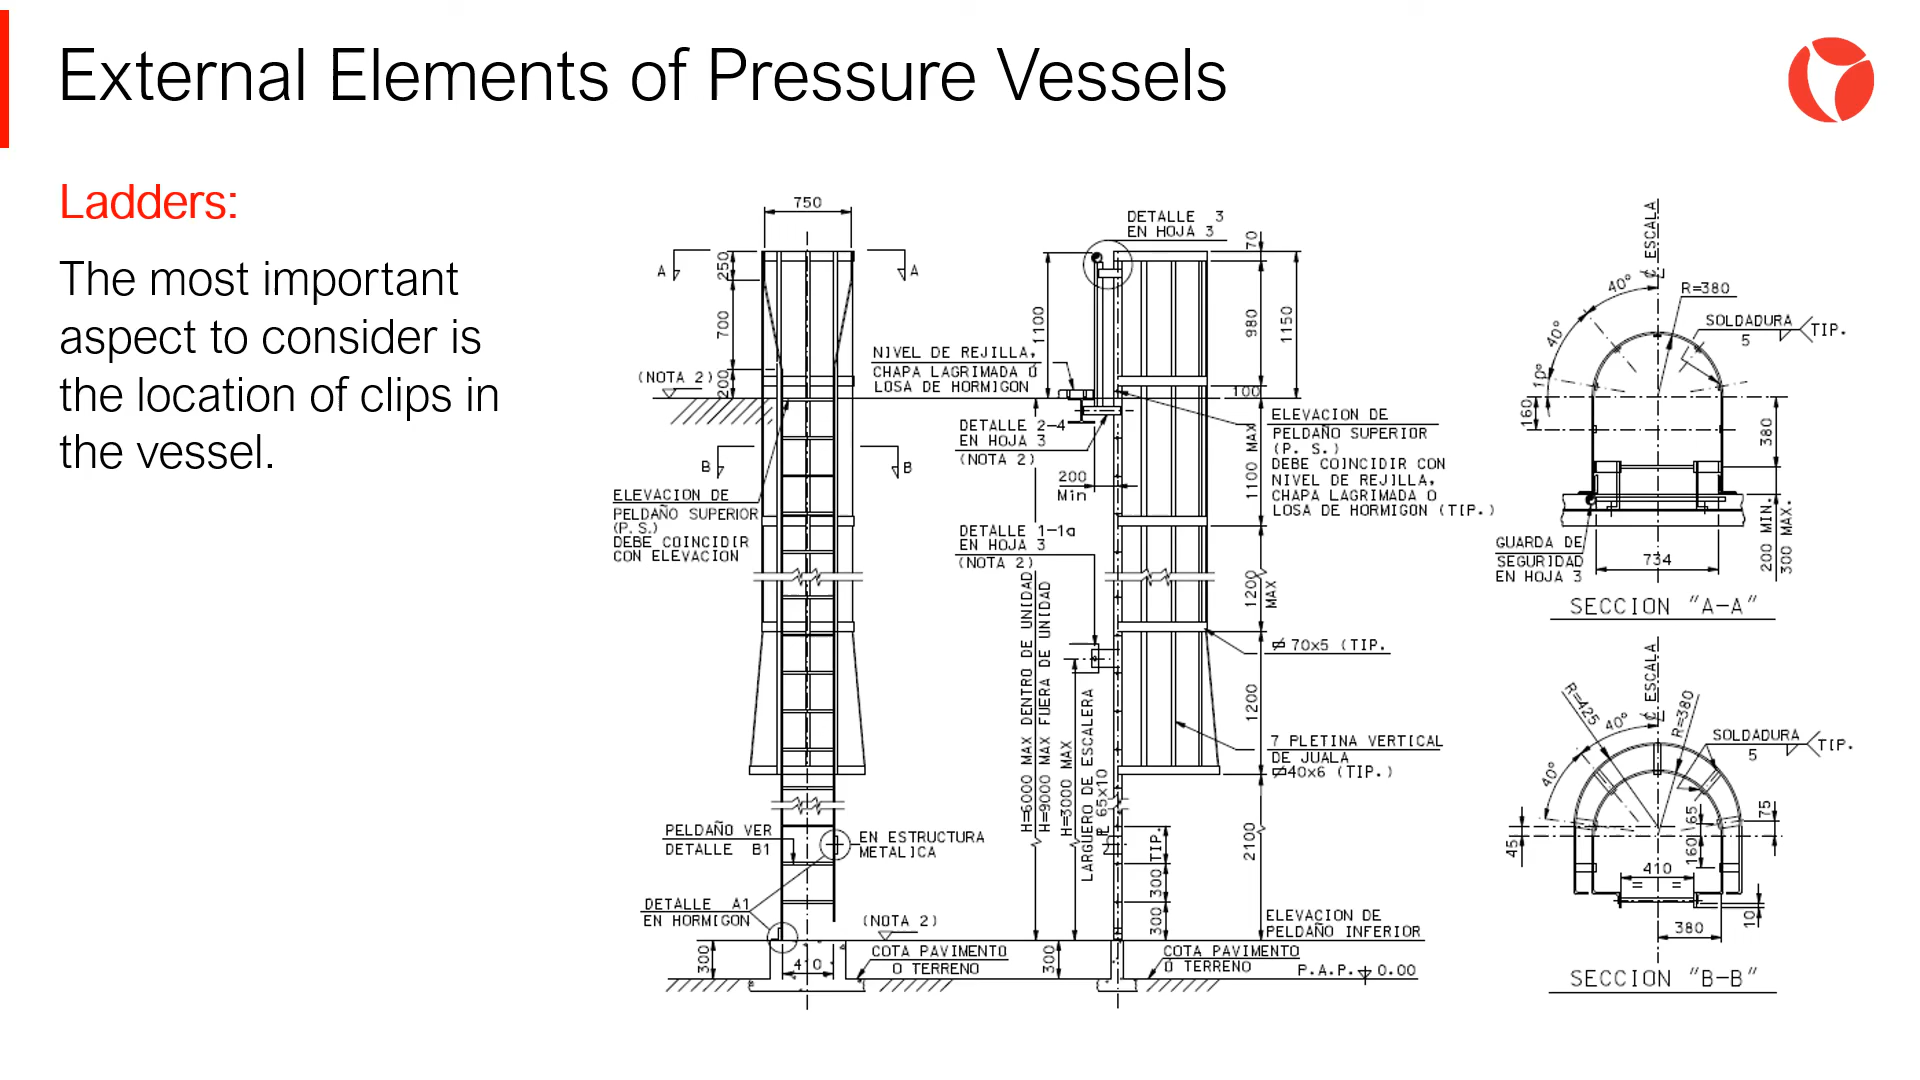 External Elements of Pressure Vessels
Ladders:
The most important
aspect to consider is
the location of clips in
the vessel.
750
A
A
250
700
200
(NOTA 2)
B
B
ELEVACION DE
PELDAÑO SUPERIOR
(P. S.)
DEBE COINCIDIR
CON ELEVACION
PELDAÑO VER
DETALLE B1
EN ESTRUCTURA
METALICA
DETALLE A1
EN HORMIGON
300
410
(NOTA 2)
COTA PAVIMENTO
O TERRENO
DETALLE 3
EN HOJA 3
70
1100
980
1150
NIVEL DE REJILLA,
CHAPA LAGRIMADA O
LOSA DE HORMIGON
100
DETALLE 2-4
EN HOJA 3
(NOTA 2)
200
Min
1100 MAX
ELEVACION DE
PELDAÑO SUPERIOR
(P. S.)
DEBE COINCIDIR CON
NIVEL DE REJILLA,
CHAPA LAGRIMADA O
LOSA DE HORMIGON (TIP.)
DETALLE 1-1a
EN HOJA 3
(NOTA 2)
1200
MAX
H=6000 MAX DENTRO DE UNIDAD
H=9000 MAX FUERA DE UNIDAD
H=3000 MAX
LARGUERO DE ESCALERA
65x10
70x5 (TIP.
1200
7 PLETINA VERTICAL
DE JUALA
40x6 (TIP.)
2100
TIP.
300
300
300
ELEVACION DE
PELDAÑO INFERIOR
COTA PAVIMENTO
O TERRENO
P.A.P. 0.00
ESCALA
40°
40°
10°
R=380
SOLDADURA
5
TIP.
160
380
GUARDA DE
SEGURIDAD
EN HOJA 3
734
200 MIN.
300 MAX.
SECCION "A-A"
ESCALA
R=425
40°
R=380
40°
SOLDADURA
5
TIP.
45
65
75
160
410
10
380
SECCION "B-B"